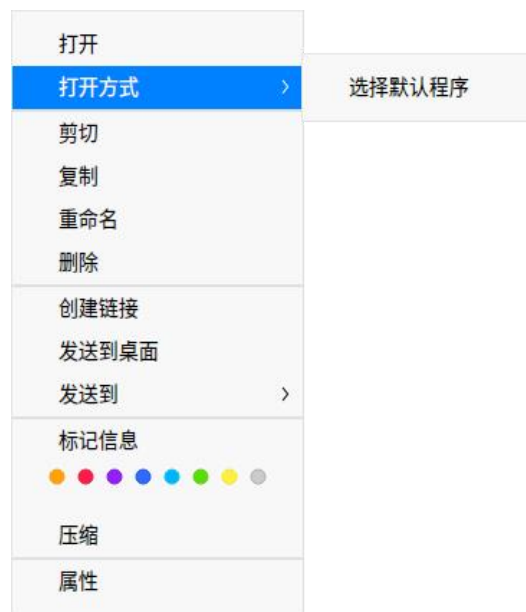 打开
打开方式
选择默认程序
剪切
复制
重命名
删除
创建链接
发送到桌面
发送到
标记信息
压缩
属性